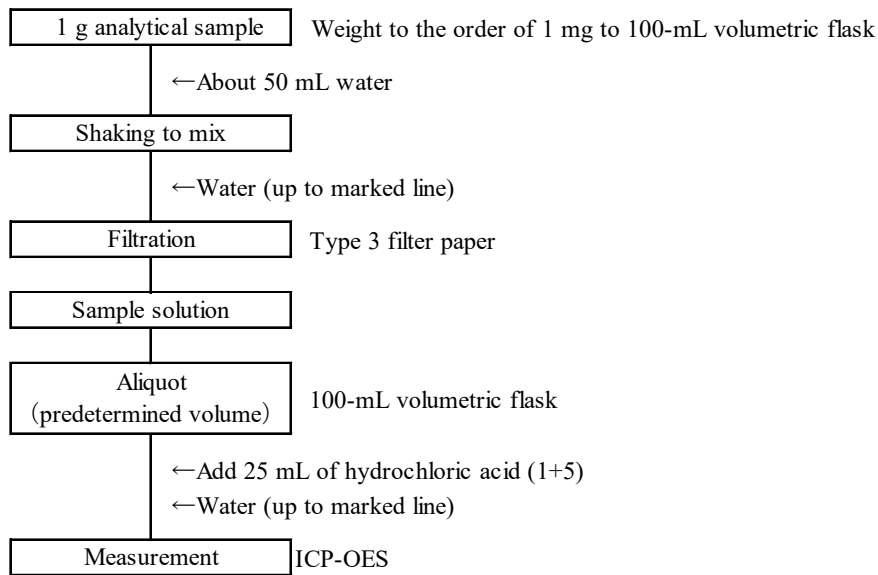 1 g analytical sample Weight to the order of 1 mg to 100-mL volumetric flask
←About 50 mL water
Shaking to mix
←Water (up to marked line)
Filtration Type 3 filter paper
Sample solution
Aliquot
（predetermined volume） 100-mL volumetric flask
←Add 25 mL of hydrochloric acid (1+5)
←Water (up to marked line)
Measurement ICP-OES